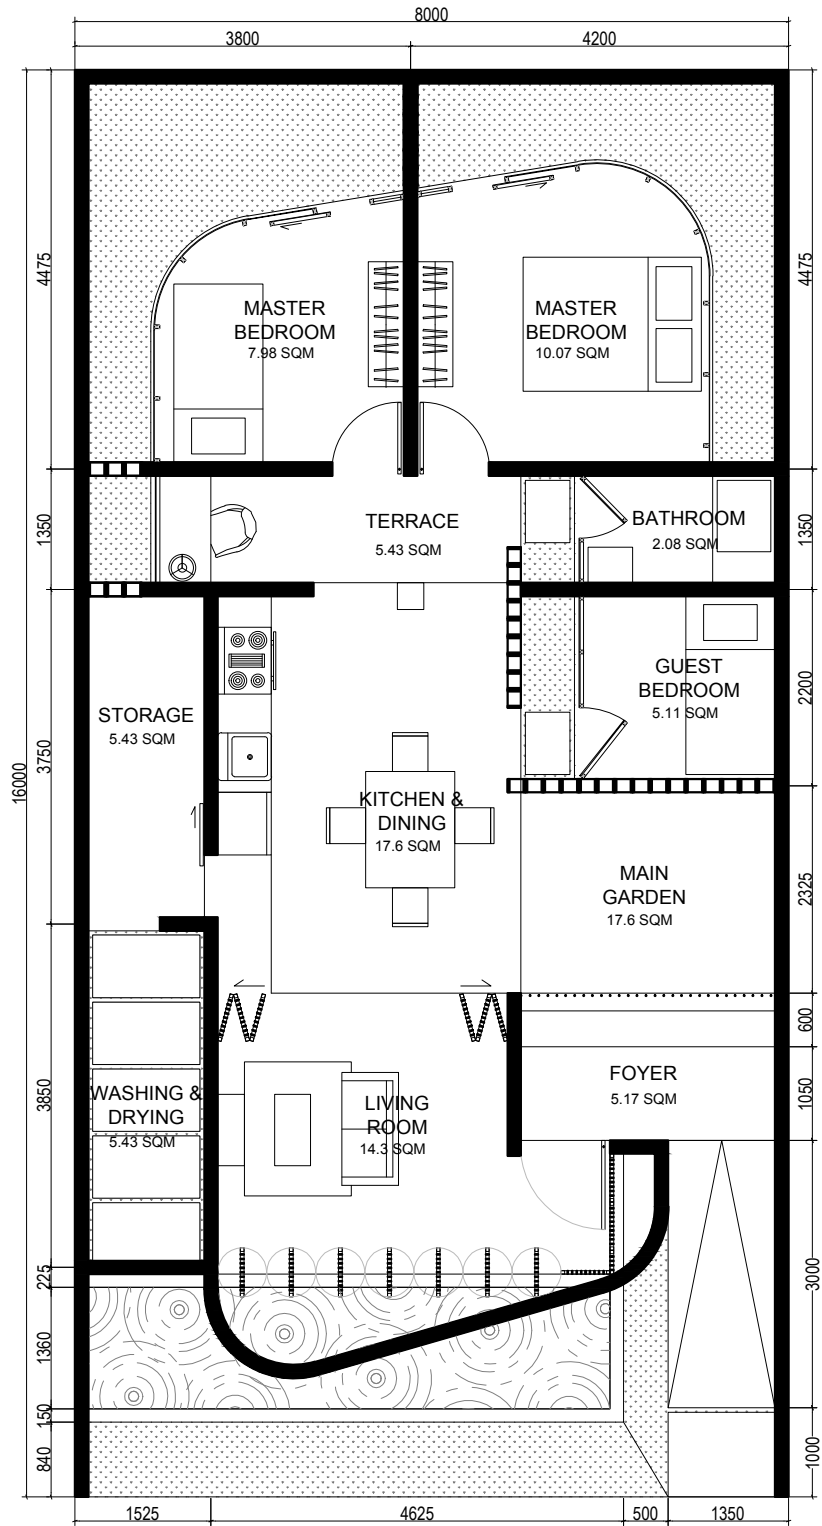 8000
3800
4200
4475
4475
MASTER
BEDROOM
7.98 SQM
MASTER
BEDROOM
10.07 SQM
1350
TERRACE
5.43 SQM
BATHROOM
2.08 SQM
1350
GUEST
BEDROOM
5.11 SQM
2200
STORAGE
5.43 SQM
3750
16000
KITCHEN &
DINING
17.6 SQM
MAIN
GARDEN
17.6 SQM
2325
600
FOYER
5.17 SQM
1050
3850
WASHING &
DRYING
5.43 SQM
LIVING
ROOM
14.3 SQM
225
3000
1360
150
840
1000
1525
4625
500
1350